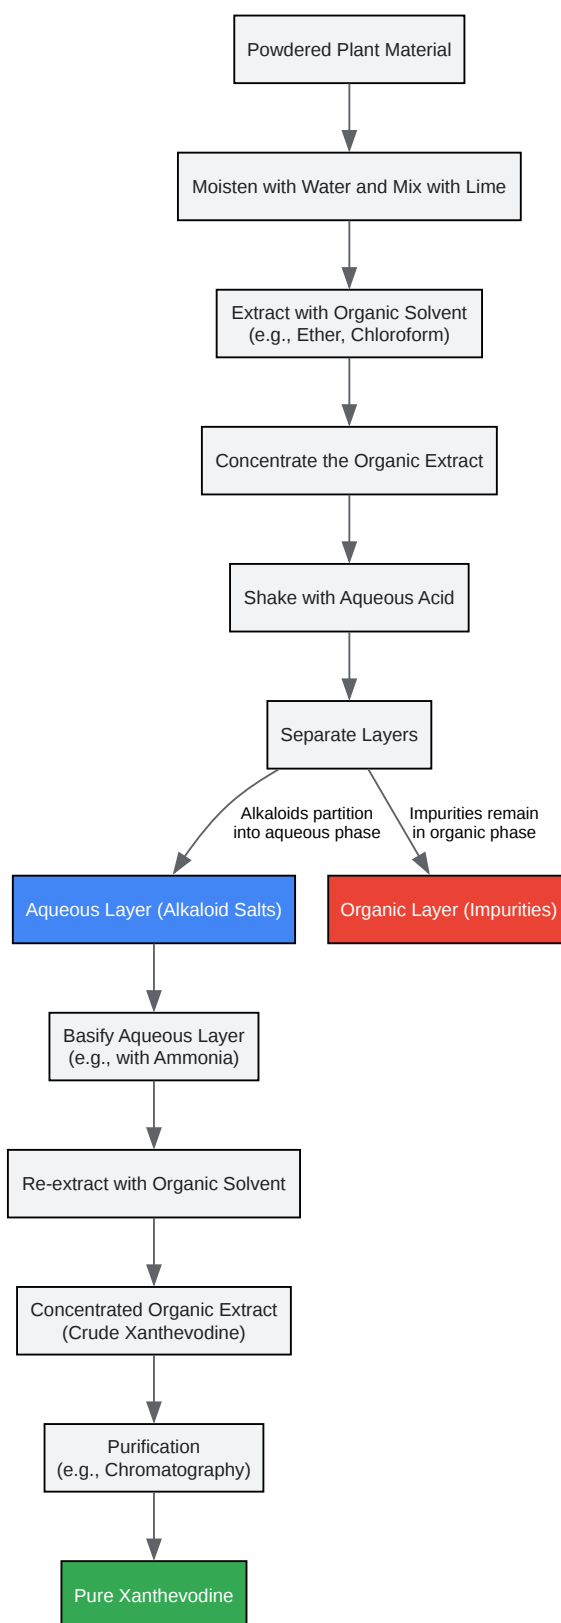 Powdered Plant Material
Moisten with Water and Mix with Lime
Extract with Organic Solvent
(e.g., Ether, Chloroform)
Concentrate the Organic Extract
Shake with Aqueous Acid
Separate Layers
Alkaloids partition
into aqueous phase
Impurities remain
in organic phase
Aqueous Layer (Alkaloid Salts)
Organic Layer (Impurities)
Basify Aqueous Layer
(e.g., with Ammonia)
Re-extract with Organic Solvent
Concentrated Organic Extract
(Crude Xanthevodine)
Purification
(e.g., Chromatography)
Pure Xanthevodine